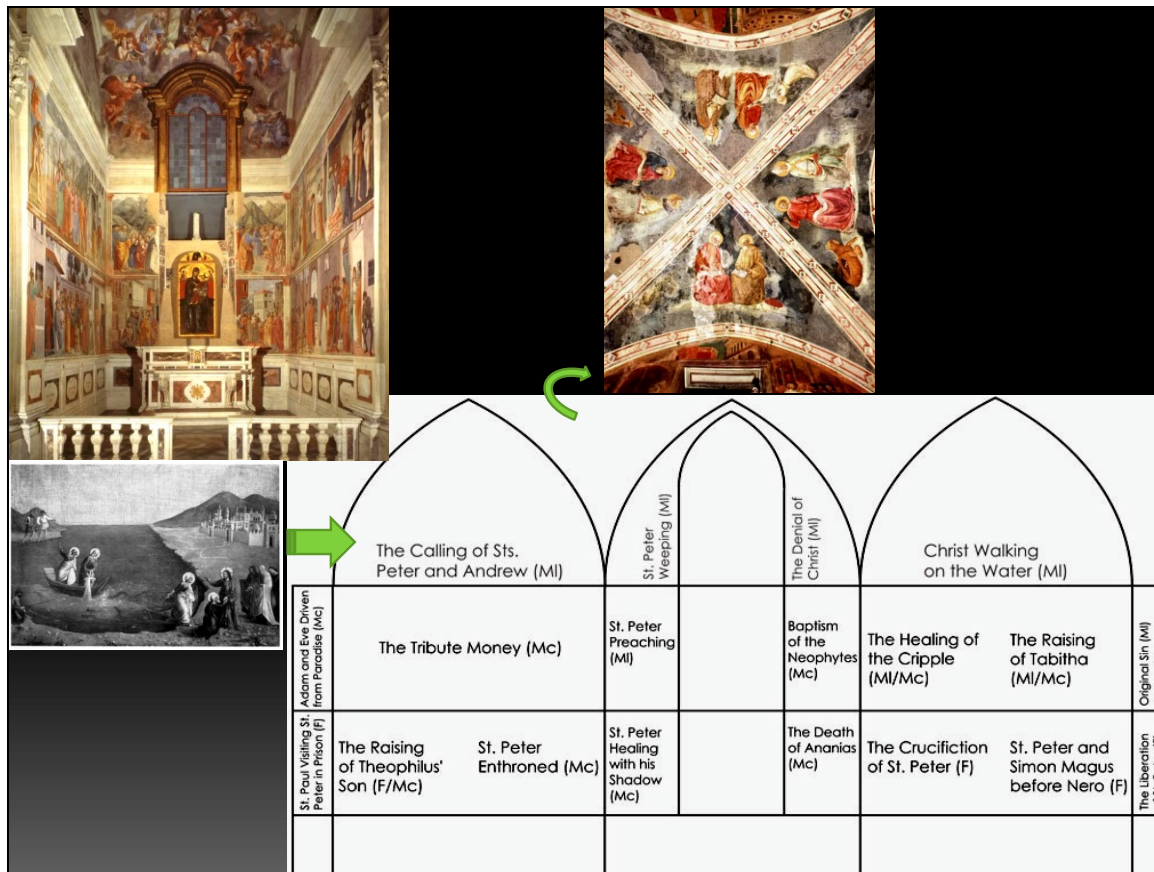 The Calling of Sts.
Peter and Andrew (Ml)
St. Peter
Weeping (Ml)
The Denial of
Christ (Ml)
Christ Walking
on the Water (Ml)
Adam and Eve Driven
from Paradise (Mc)
The Tribute Money (Mc)
St. Peter
Preaching
(Ml)
Baptism
of the
Neophytes
(Mc)
The Healing of
the Cripple
(Ml/Mc)
The Raising
of Tabitha
(Ml/Mc)
Original Sin (Ml)
St. Paul Visiting St.
Peter in Prison (F)
The Raising
of Theophilus'
Son (F/Mc)
St. Peter
Enthroned (Mc)
St. Peter
Healing
with his
Shadow
(Mc)
The Death
of Ananias
(Mc)
The Crucifiction
of St. Peter (F)
St. Peter and
Simon Magus
before Nero (F)
The Liberation